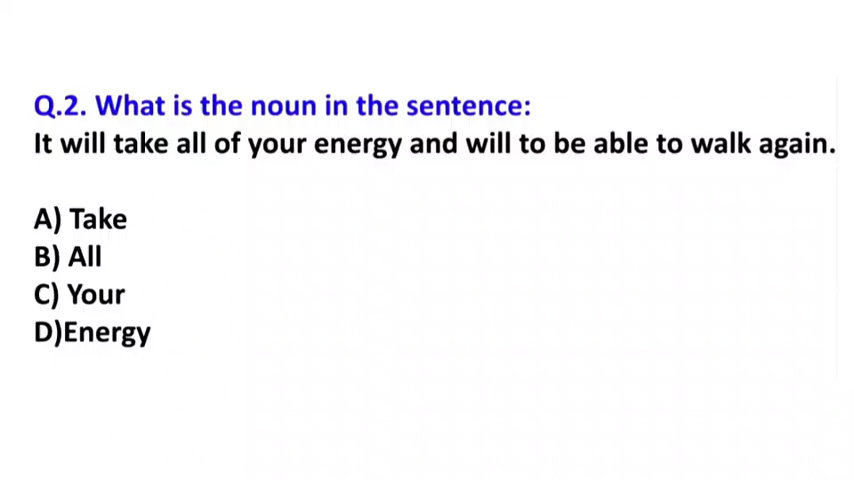 Q.2. What is the noun in the sentence:
It will take all of your energy and will to be able to walk again.
A) Take
B) All
C) Your
D)Energy